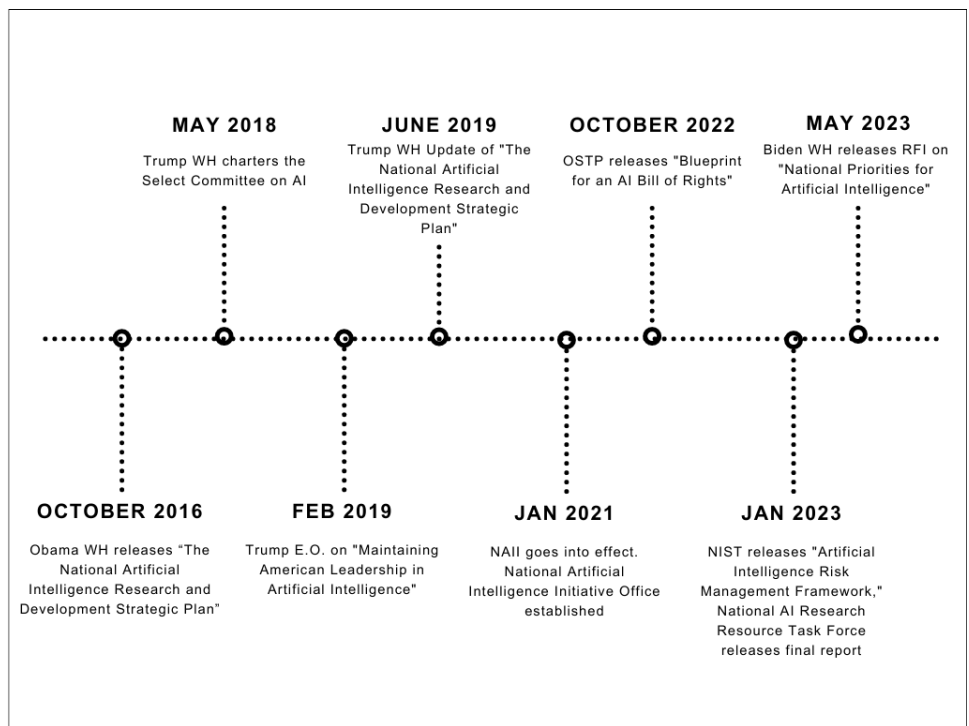 MAY 2018
Trump WH charters the
Select Committee on AI
JUNE 2019
Trump WH Update of "The
National Artificial
Intelligence Research and
Development Strategic
Plan"
OCTOBER 2022
OSTP releases "Blueprint
for an AI Bill of Rights"
MAY 2023
Biden WH releases RFI on
"National Priorities for
Artificial Intelligence"
OCTOBER 2016
Obama WH releases “The
National Artificial
Intelligence Research and
Development Strategic Plan”
FEB 2019
Trump E.O. on "Maintaining
American Leadership in
Artificial Intelligence"
JAN 2021
NAII goes into effect.
National Artificial
Intelligence Initiative Office
established
JAN 2023
NIST releases "Artificial
Intelligence Risk
Management Framework,"
National AI Research
Resource Task Force
releases final report